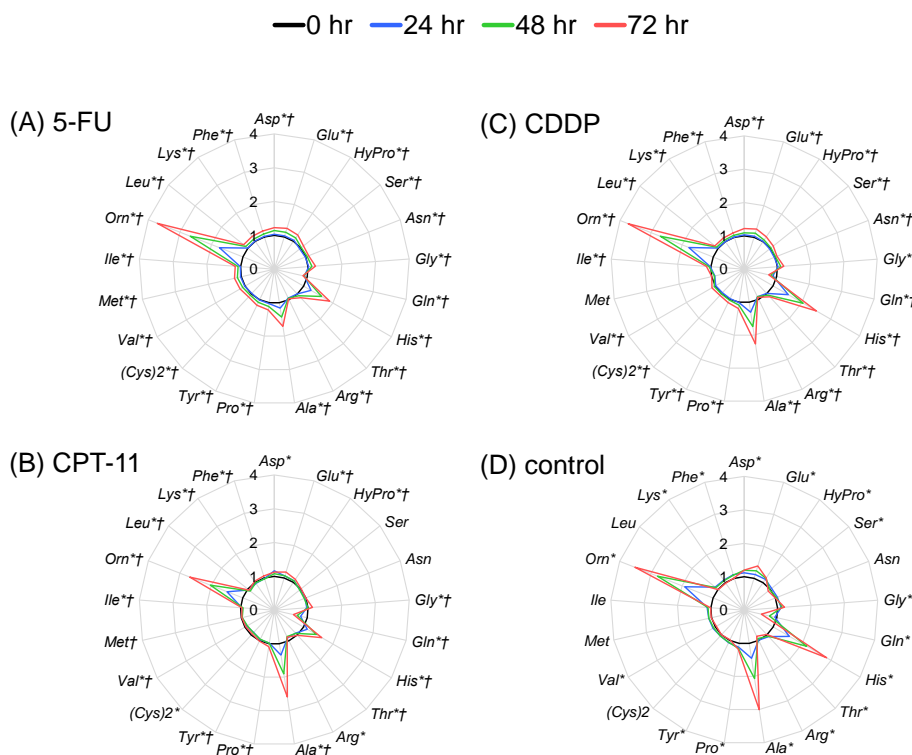 0 hr 24 hr 48 hr 72 hr
(A) 5-FU
Asp*†
Glu*†
HyPro*†
Ser*†
Asn*†
Gly*†
Gln*†
His*†
Thr*†
Arg*†
Ala*†
Pro*†
Tyr*†
(Cys)2*†
Val*†
Met*†
Ile*†
Orn*†
Leu*†
Lys*†
Phe*†
4
3
2
1
0
(C) CDDP
Asp*†
Glu*†
HyPro*†
Ser*†
Asn*†
Gly*†
Gln*†
His*†
Thr*†
Arg*†
Ala*†
Pro*†
Tyr*†
(Cys)2*†
Val*†
Met
Ile*†
Orn*†
Leu*†
Lys*†
Phe*†
4
3
2
1
0
(B) CPT-11
Asp*
Glu*†
HyPro*†
Ser
Asn
Gly*†
Gln*†
His*†
Thr*†
Arg*
Ala*†
Pro*†
Tyr*†
(Cys)2*
Val*†
Met†
Ile*†
Orn*†
Leu*†
Lys*†
Phe*†
4
3
2
1
0
(D) control
Asp*
Glu*
HyPro*
Ser*
Asn
Gly*
Gln*
His*
Thr*
Arg*
Ala*
Pro*
Tyr*
(Cys)2
Val*
Met
Ile
Orn*
Leu
Lys*
Phe*
4
3
2
1
0